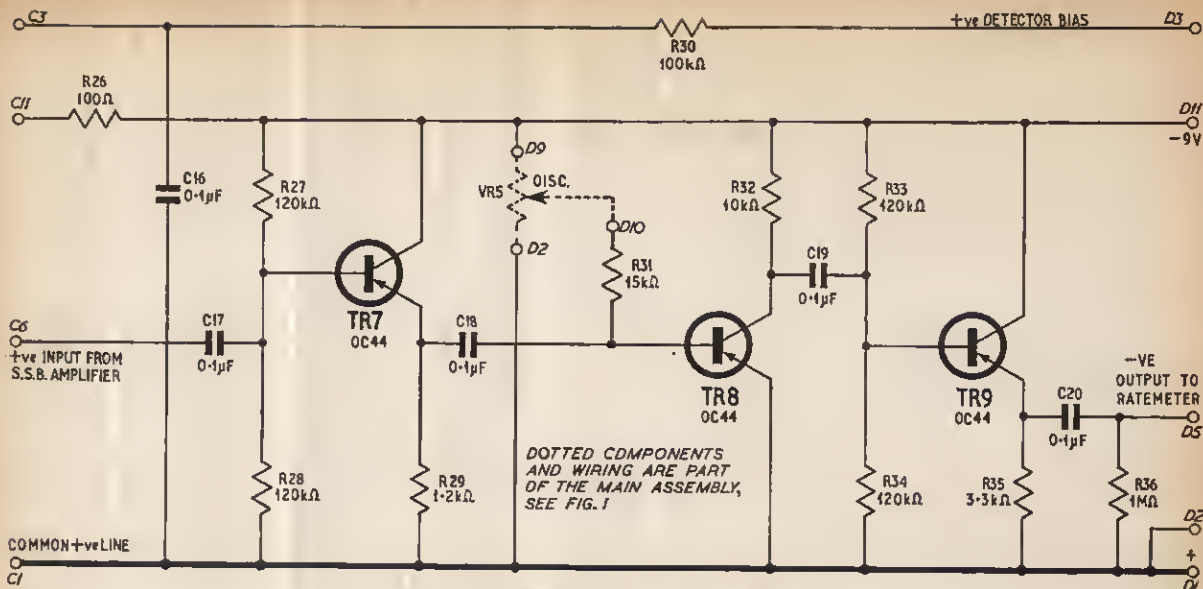 C3
+ve DETECTOR BIAS
D3
R30
100kΩ
R26
100Ω
C11
D11
-9V
D9
C16
0·1µF
R27
120kΩ
VR5
DISC.
D10
R32
10kΩ
R33
120kΩ
D2
R31
15kΩ
C19
0·1µF
TR7
OC44
C18
0·1µF
C6
+ve INPUT FROM
S.S.B. AMPLIFIER
C17
0·1µF
TR8
OC44
TR9
OC44
-VE
OUTPUT TO
RATEMETER
D5
C20
0·1µF
DOTTED COMPONENTS
AND WIRING ARE PART
OF THE MAIN ASSEMBLY,
SEE FIG.1
R28
120kΩ
R29
1·2kΩ
R34
120kΩ
R35
3·3kΩ
R36
1MΩ
D2
COMMON +ve LINE
C1
+
D1